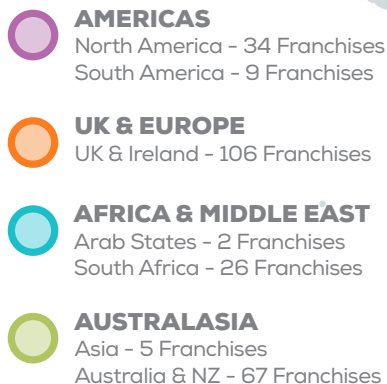 AMERICAS
North America - 34 Franchises
South America - 9 Franchises
UK & EUROPE
UK & Ireland - 106 Franchises
AFRICA & MIDDLE EAST
Arab States - 2 Franchises
South Africa - 26 Franchises
AUSTRALASIA
Asia - 5 Franchises
Australia & NZ - 67 Franchises